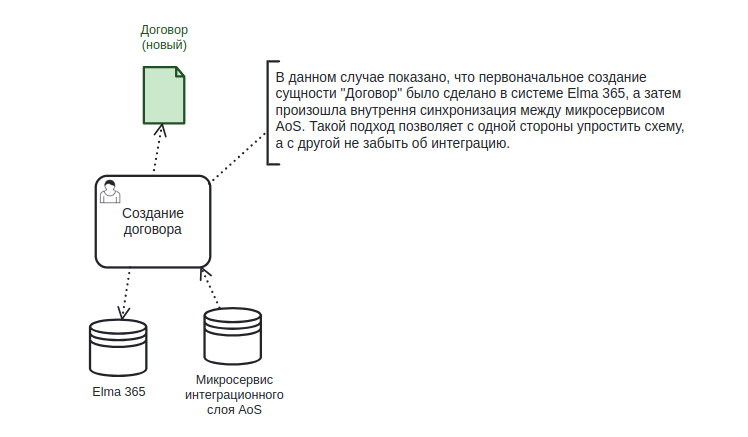 Договор
(новый)
В данном случае показано, что первоначальное создание
сущности "Договор" было сделано в системе Elma 365, а затем
произошла внутрення синхронизация между микросервисом
AoS. Такой подход позволяет с одной стороны упростить схему,
а с другой не забыть об интеграцию.
Создание
договора
Elma 365
Микросервис
интеграционного
слоя AoS